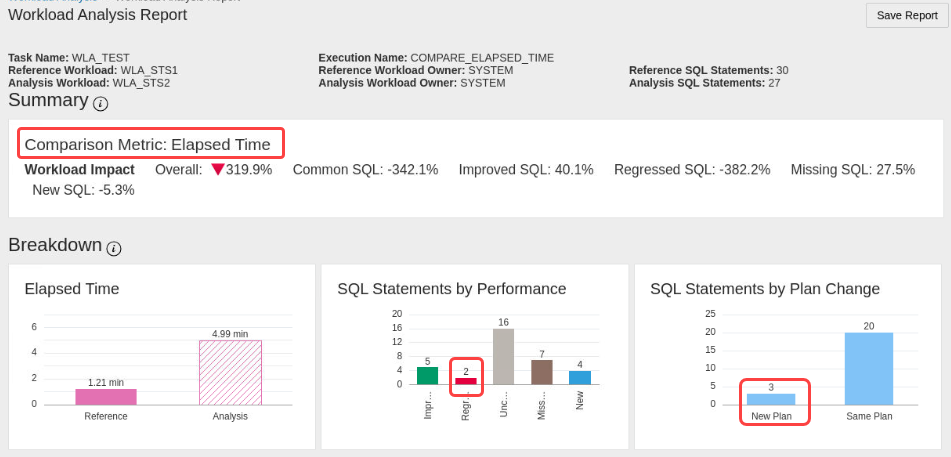 Workload Analysis Report
Save Report
Task Name: WLA_TEST
Execution Name: COMPARE_ELAPSED_TIME
Reference Workload: WLA_STS1
Reference Workload Owner: SYSTEM
Reference SQL Statements: 30
Analysis Workload: WLA_STS2
Analysis Workload Owner: SYSTEM
Analysis SQL Statements: 27
Summary
Comparison Metric: Elapsed Time
Workload Impact Overall: ▼319.9% Common SQL: -342.1% Improved SQL: 40.1% Regressed SQL: -382.2% Missing SQL: 27.5%
New SQL: -5.3%
Breakdown
Elapsed Time
6
4
2
0
1.21 min
4.99 min
Reference
Analysis
SQL Statements by Performance
20
16
12
8
4
0
5
2
16
7
4
Impr...
Regr...
Unc...
Miss...
New
SQL Statements by Plan Change
25
20
15
10
5
0
3
20
New Plan
Same Plan